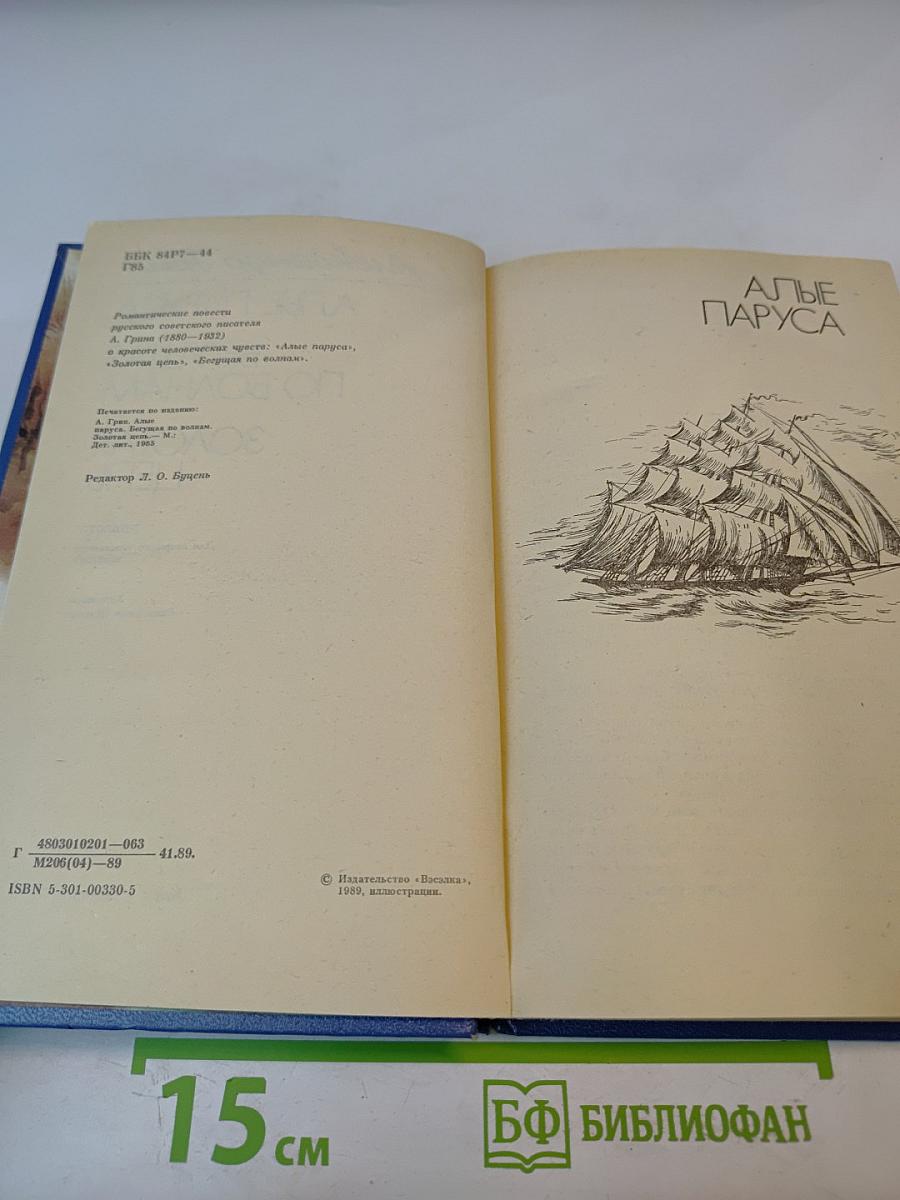 ББК 84Р7—44
Г85
Романтические повести
русского советского писателя
А. Грина (1880—1932)
о красоте человеческих чувств: «Алые паруса»,
«Золотая цепь», «Бегущая по волнам».
Печатается по изданию:
А. Грин. Алые
паруса. Бегущая по волнам.
Золотая цепь.— М.:
Дет. лит., 1985
Редактор Л. О. Буцень
Г 4803010201—063
М206(04)—89 41.89.
ISBN 5-301-00330-5
© Издательство «Вэсэлка»,
1989, иллюстрации.
АЛЫЕ
ПАРУСА
15 см
БФ БИБЛИОФАН